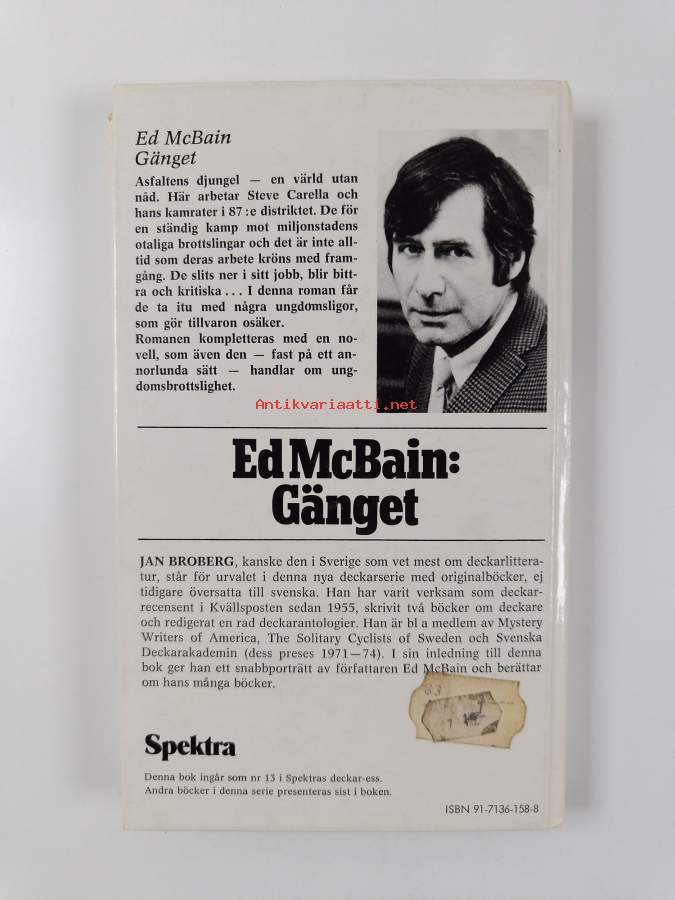 Ed McBain
Gänget
Asfaltens djungel — en värld utan
nåd. Här arbetar Steve Carella och
hans kamrater i 87:e distriktet. De för
en ständig kamp mot miljonstadens
otaliga brottslingar och det är inte all-
tid som deras arbete kröns med fram-
gång. De slits ner i sitt jobb, blir bitt-
ra och kritiska... I denna roman får
de ta itu med några ungdomsligor,
som gör tillvaron osäker.
Romanen kompletteras med en no-
vell, som även den — fast på ett an-
norlunda sätt — handlar om ung-
domsbrottslighet.
Antikvariaatti.net
Ed McBain:
Gänget
JAN BROBERG, kanske den i Sverige som vet mest om deckarlittera-
tur, står för urvalet i denna nya deckarserie med originalböcker, ej
tidigare översatta till svenska. Han har varit verksam som deckar-
recensent i Kvällsposten sedan 1955, skrivit två böcker om deckare
och redigerat en rad deckarantologier. Han är bl a medlem av Mystery
Writers of America, The Solitary Cyclists of Sweden och Svenska
Deckarakademin (dess preses 1971—74). I sin inledning till denna
bok ger han ett snabbporträtt av författaren Ed McBain och berättar
om hans många böcker.
83
Spektra
Denna bok ingår som nr 13 i Spektras deckar-ess.
Andra böcker i denna serie presenteras sist i boken.
ISBN 91-7136-158-8